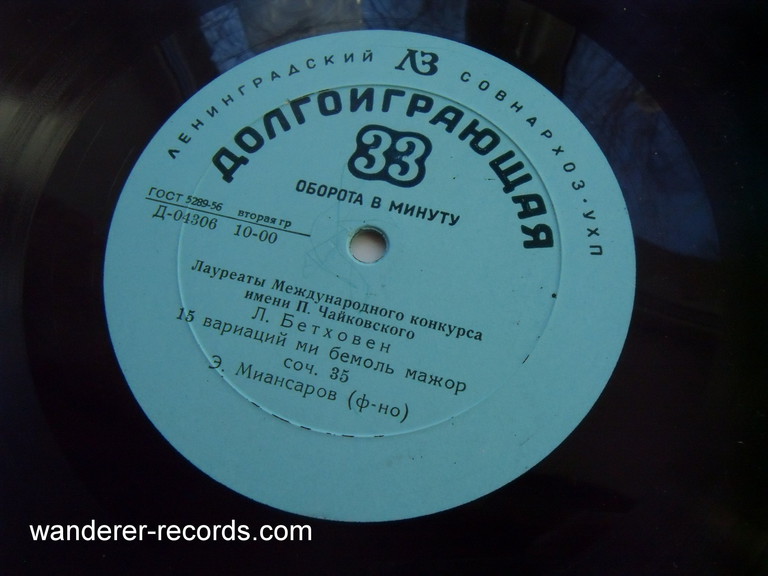 ЛЕНИНГРАДСКИЙ ЛЗ СОВНАРХОЗ · УХП
ДОЛГОИГРАЮЩАЯ
33
ОБОРОТА В МИНУТУ
ГОСТ 5289-56 вторая гр
Д-04306 10-00
Лауреаты Международного конкурса
имени П. Чайковского
Л. Бетховен
15 вариаций ми бемоль мажор
соч. 35
Э. Миансаров (ф-но)
wanderer-records.com